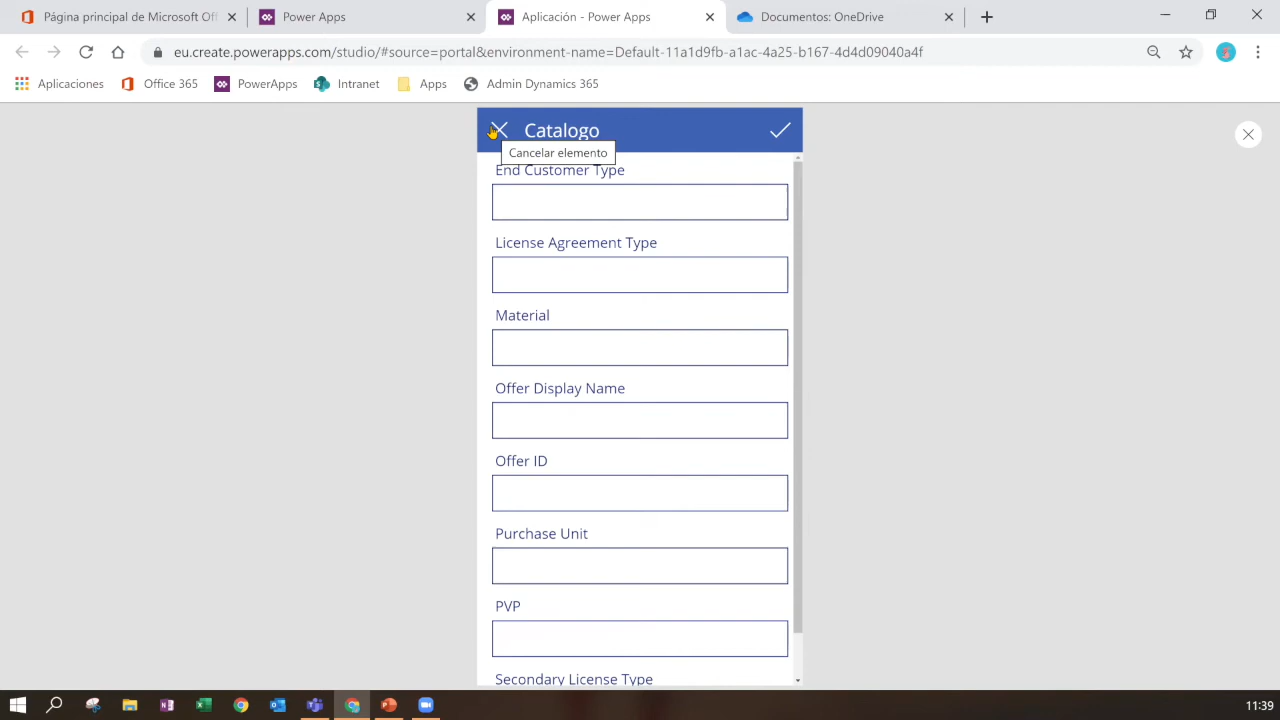 Página principal de Microsoft Of
Power Apps
Aplicación - Power Apps
Documentos: OneDrive
eu.create.powerapps.com/studio/#source=portal&environment-name=Default-11a1d9fb-a1ac-4a25-b167-4d4d09040a4f
Aplicaciones
Office 365
PowerApps
Intranet
Apps
Admin Dynamics 365
Catalogo
Cancelar elemento
End Customer Type
License Agreement Type
Material
Offer Display Name
Offer ID
Purchase Unit
PVP
Secondary License Type
11:39